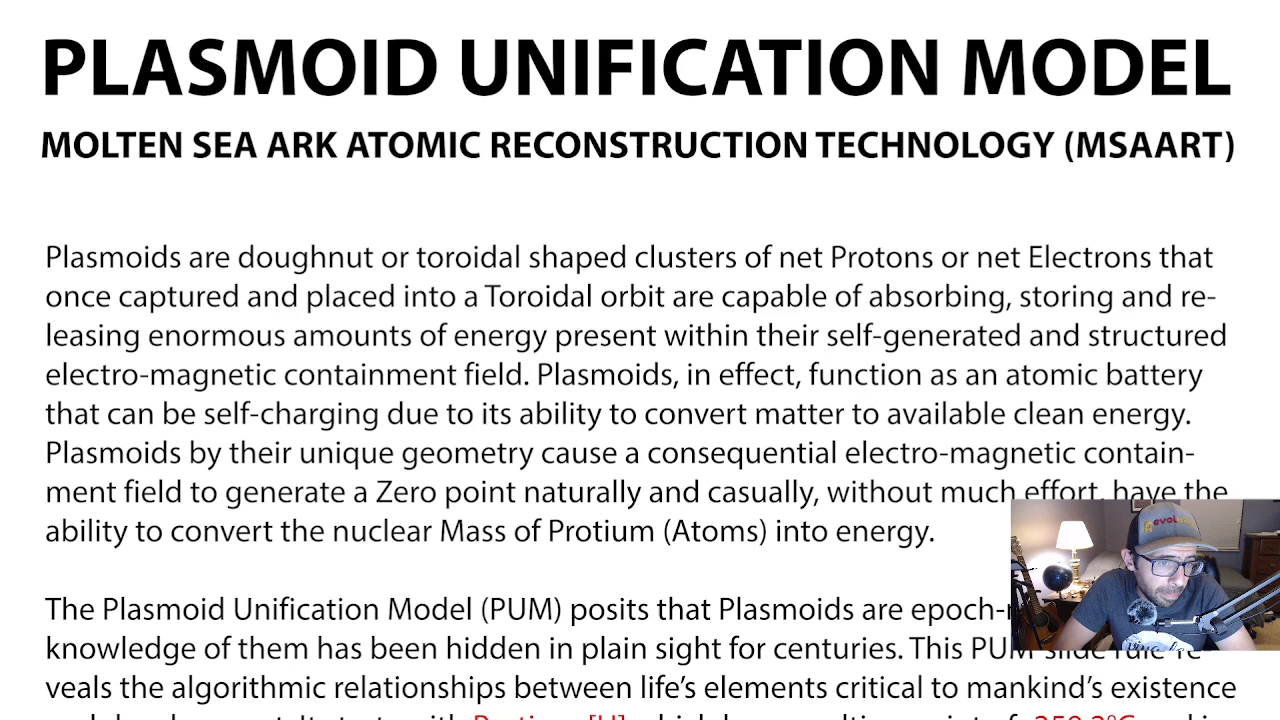 PLASMOID UNIFICATION MODEL
MOLTEN SEA ARK ATOMIC RECONSTRUCTION TECHNOLOGY (MSAART)
Plasmoids are doughnut or toroidal shaped clusters of net Protons or net Electrons that
once captured and placed into a Toroidal orbit are capable of absorbing, storing and re-
leasing enormous amounts of energy present within their self-generated and structured
electro-magnetic containment field. Plasmoids, in effect, function as an atomic battery
that can be self-charging due to its ability to convert matter to available clean energy.
Plasmoids by their unique geometry cause a consequential electro-magnetic contain-
ment field to generate a Zero point naturally and casually, without much effort, have the
ability to convert the nuclear Mass of Protium (Atoms) into energy.
The Plasmoid Unification Model (PUM) posits that Plasmoids are
knowledge of them has been hidden in plain sight for centuries. This PUM slide rule re-
veals the algorithmic relationships between life's elements critical to mankind's existence